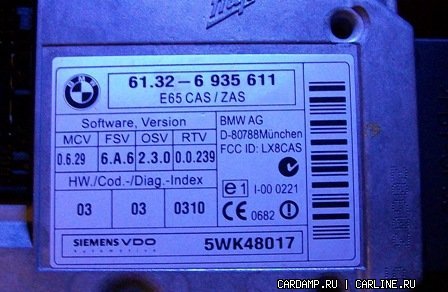 61.32-6 935 611
E65 CAS / ZAS
Software, Version
MCV FSV OSV RTV
0.6.29 6.A.6 2.3.0 0.0.239
HW./Cod-/Diag.-Index
03 03 0310
BMW AG
D-80788München
FCC ID: LX8CAS
e1 I-00 0221
CE 0682
SIEMENS VDO
Automotive
5WK48017
CARDAMP.RU | CARLINE.RU